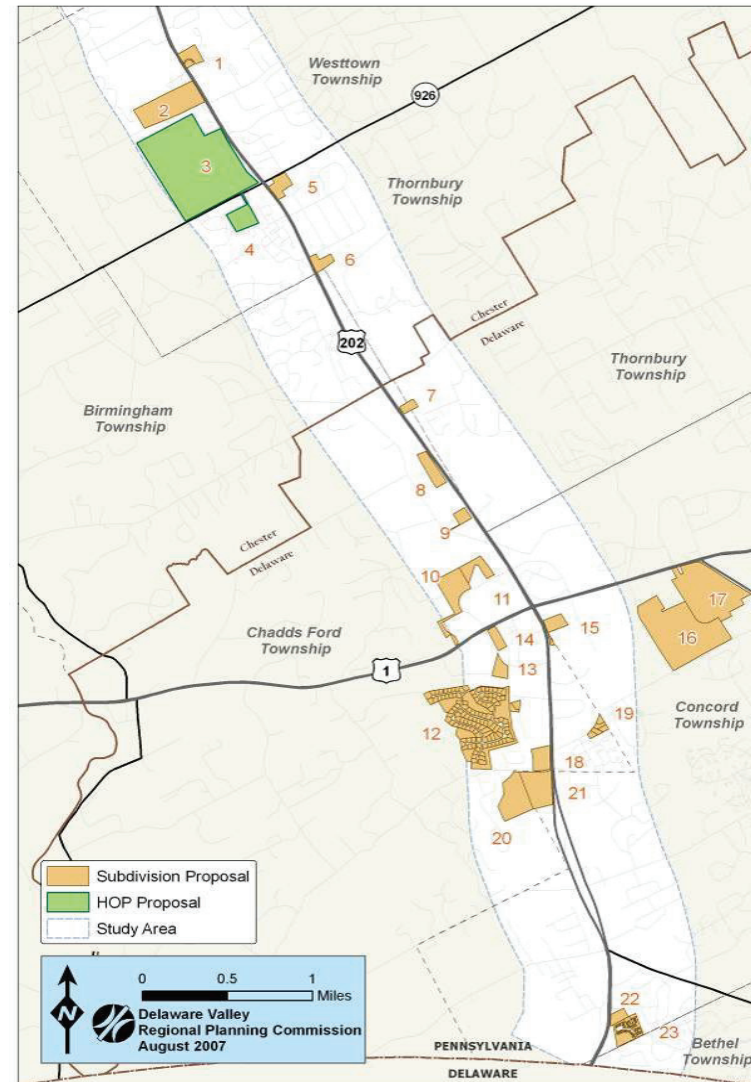 Westtown
Township
1
926
2
3
5
Thornbury
Township
4
6
Chester
Delaware
202
Thornbury
Township
7
Birmingham
Township
8
9
Chester
Delaware
10
11
17
15
14
16
Chadds Ford
Township
13
1
Concord
Township
19
12
18
21
20
Subdivision Proposal
HOP Proposal
Study Area
0 0.5 1
Miles
N
Delaware Valley
Regional Planning Commission
August 2007
22
23
Bethel
Township
PENNSYLVANIA
DELAWARE